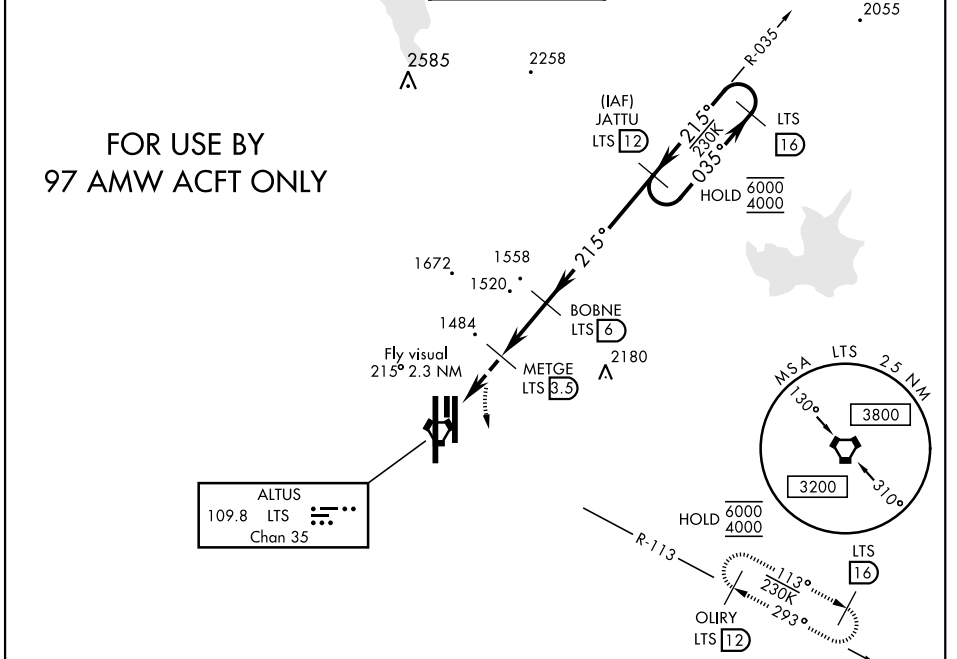 2055
2585
2258
R-035
(IAF)
JATTU
LTS 12
215°
230K
035°
LTS
16
FOR USE BY
97 AMW ACFT ONLY
HOLD 6000
4000
215°
1672
1558
1520
BOBNE
LTS 6
1484
Fly visual
215° 2.3 NM
METGE
LTS 3.5
2180
MSA LTS 25 NM
130°
3800
3200
310°
ALTUS
109.8 LTS
Chan 35
HOLD 6000
4000
R-113
LTS
16
113°
230K
293°
OLIRY
LTS 12